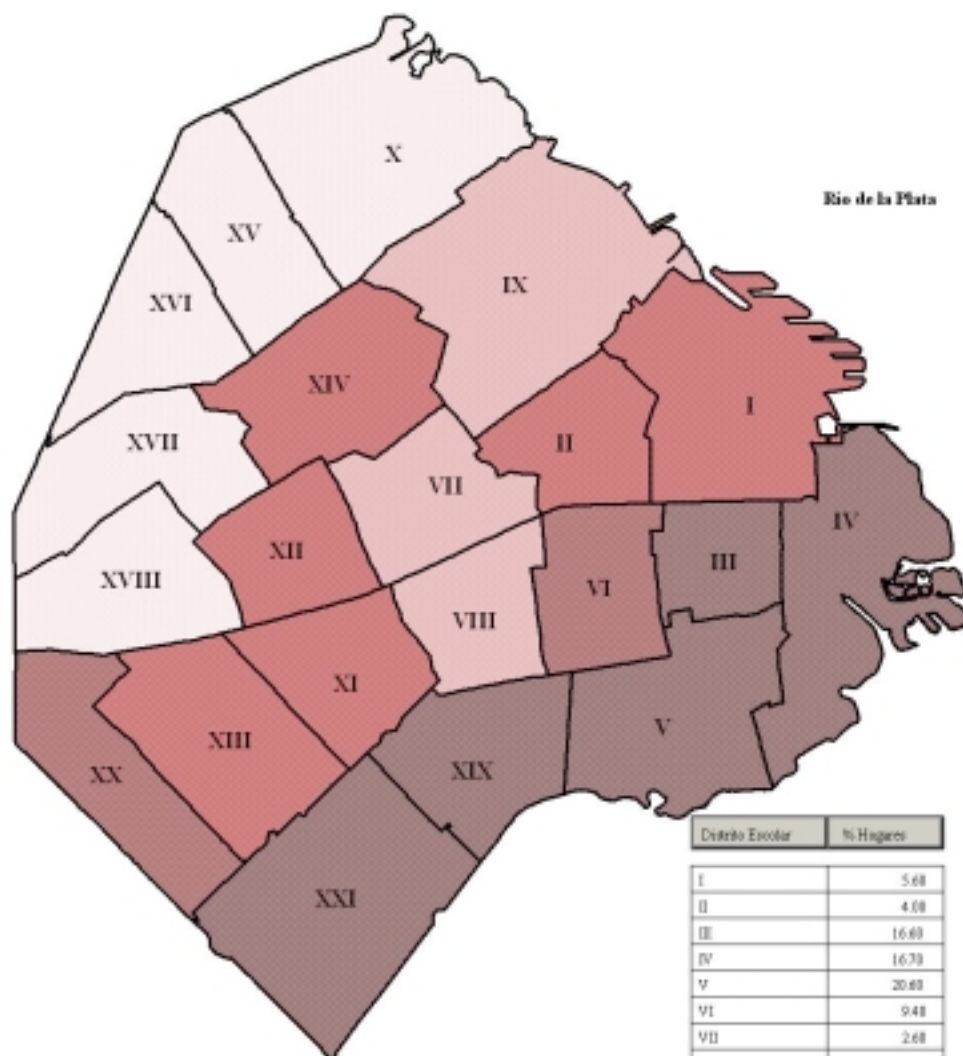 X
Rio de la Plata
XV
IX
XVI
XIV
I
XVII
II
VII
IV
XII
III
XVIII
VI
VIII
XI
V
XIII
XIX
XX
XXI
Distrito Escolar % Hogares
I 5.60
II 4.00
III 16.60
IV 16.70
V 20.60
VI 9.40
VII 2.60